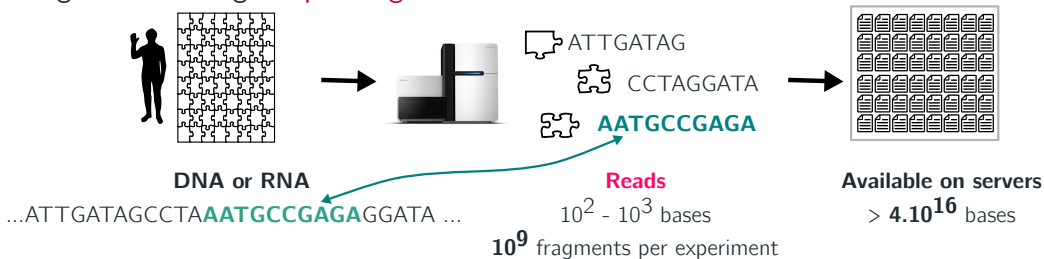 ATTGATAG
CCTAGGATA
AATGCCGAGA
DNA or RNA
...ATTGATAGCCTAAATGCCGAGAGGATA ...
Reads
10² - 10³ bases
10⁹ fragments per experiment
Available on servers
> 4.10¹⁶ bases